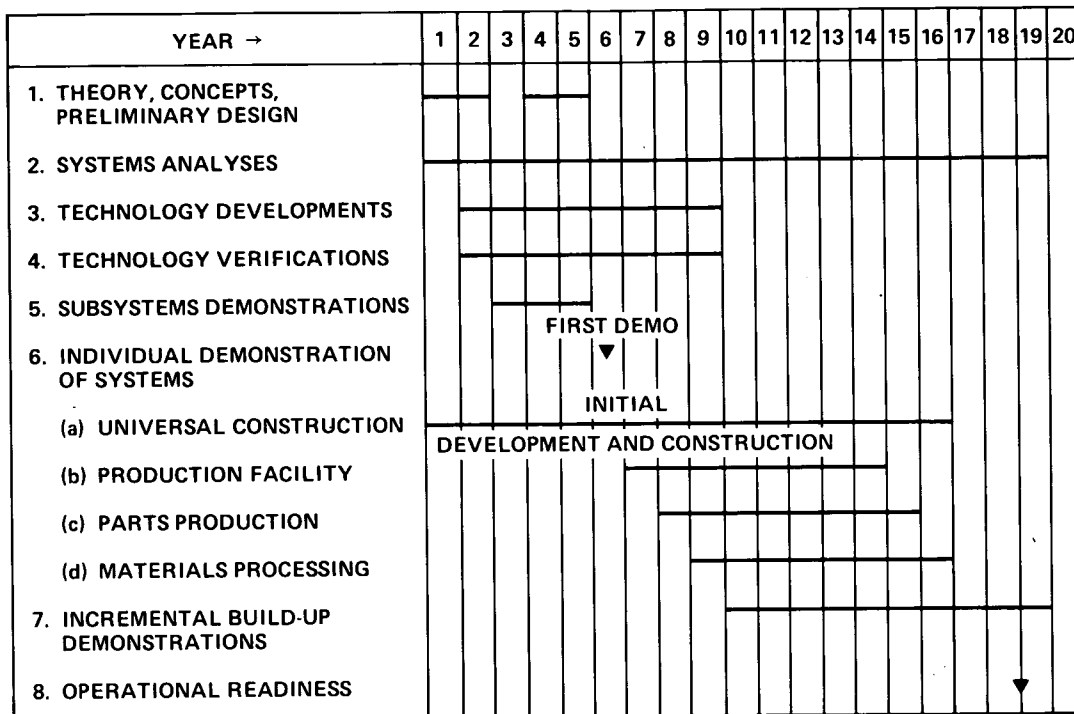 YEAR → 1 2 3 4 5 6 7 8 9 10 11 12 13 14 15 16 17 18 19 20
1. THEORY, CONCEPTS,
PRELIMINARY DESIGN
2. SYSTEMS ANALYSES
3. TECHNOLOGY DEVELOPMENTS
4. TECHNOLOGY VERIFICATIONS
5. SUBSYSTEMS DEMONSTRATIONS
FIRST DEMO
6. INDIVIDUAL DEMONSTRATION
OF SYSTEMS
INITIAL
(a) UNIVERSAL CONSTRUCTION
DEVELOPMENT AND CONSTRUCTION
(b) PRODUCTION FACILITY
(c) PARTS PRODUCTION
(d) MATERIALS PROCESSING
7. INCREMENTAL BUILD-UP
DEMONSTRATIONS
8. OPERATIONAL READINESS